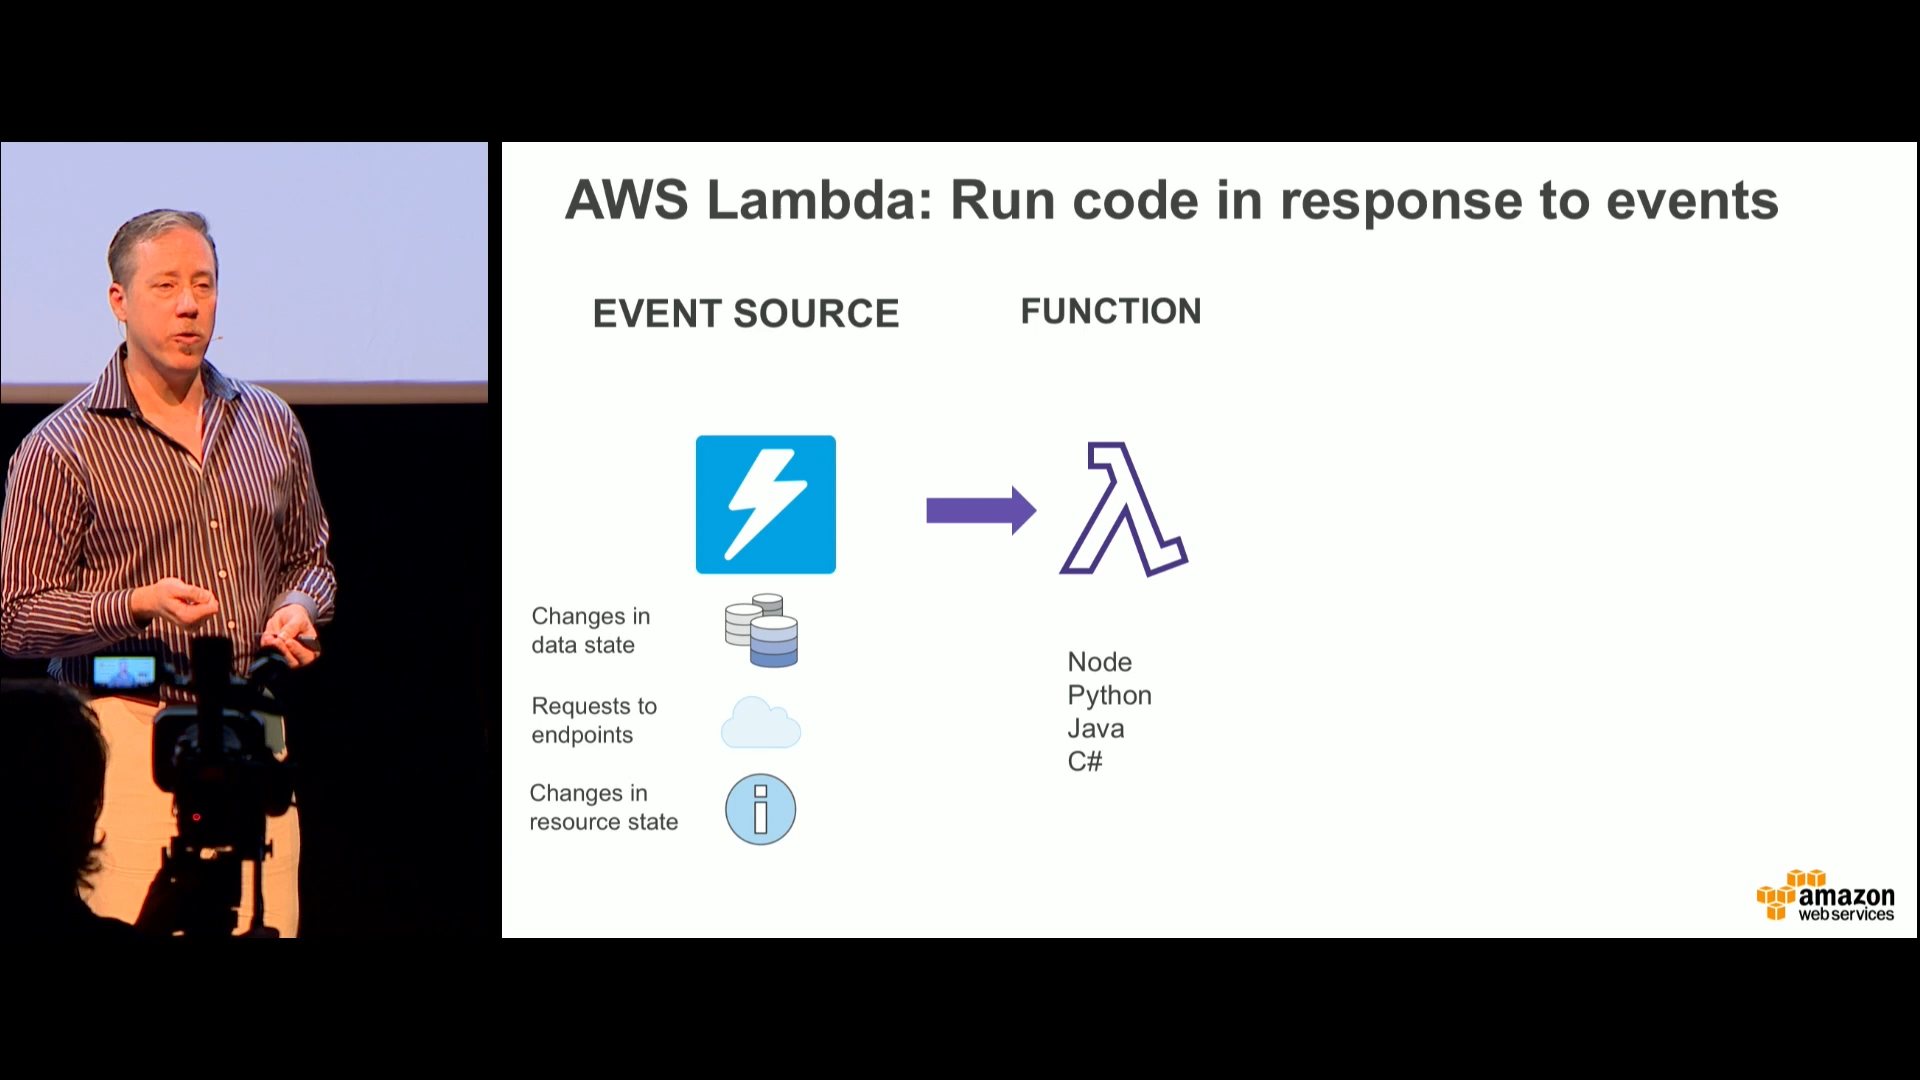 AWS Lambda: Run code in response to events
EVENT SOURCE
FUNCTION
Changes in
data state
Requests to
endpoints
Changes in
resource state
Node
Python
Java
C#
amazon
web services